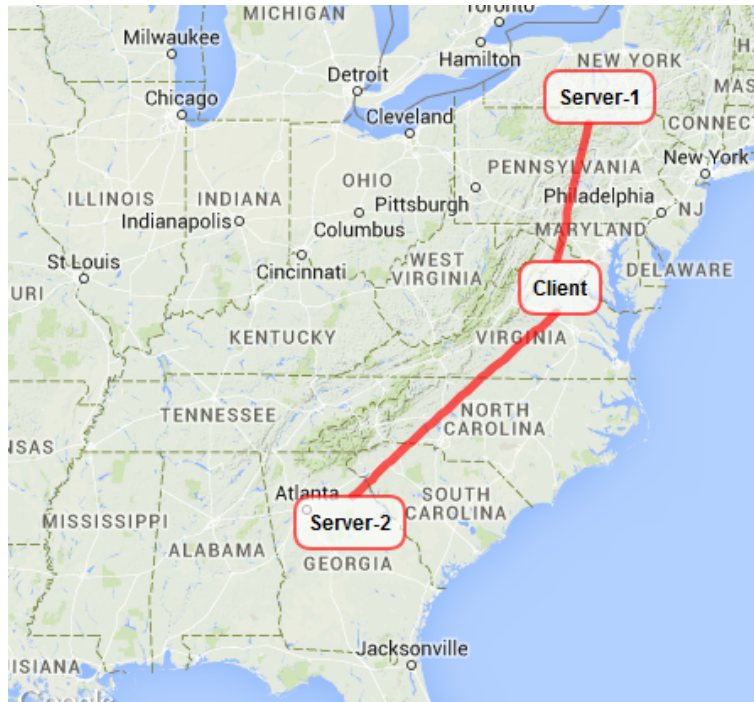 MICHIGAN
Toronto
Milwaukee
Hamilton
NEW YORK
Detroit
Chicago
Server-1
MAS
Cleveland
CONNECT
New York
PENNSYLVANIA
OHIO
Pittsburgh
Philadelphia
ILLINOIS
INDIANA
NJ
Indianapolis
Columbus
MARYLAND
St Louis
Cincinnati
WEST
VIRGINIA
DELAWARE
URI
Client
KENTUCKY
VIRGINIA
TENNESSEE
NORTH
CAROLINA
NSAS
Atlanta
SOUTH
CAROLINA
Server-2
MISSISSIPPI
ALABAMA
GEORGIA
Jacksonville
UISIANA
Google